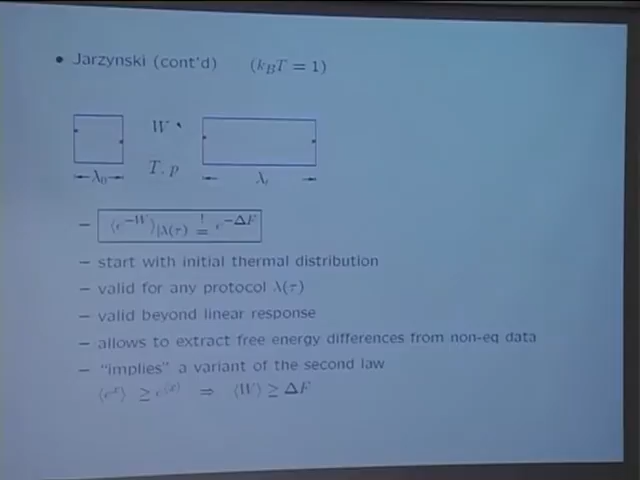 • Jarzynski (cont'd) (k_B T = 1)
W
T, p
λ₀ λ_t
– ⟨e^{−W}⟩_{|λ(τ)} =^! e^{−ΔF}
– start with initial thermal distribution
– valid for any protocol λ(τ)
– valid beyond linear response
– allows to extract free energy differences from non-eq data
– "implies" a variant of the second law
⟨e^x⟩ ≥ e^{⟨x⟩} ⇒ ⟨W⟩ ≥ ΔF